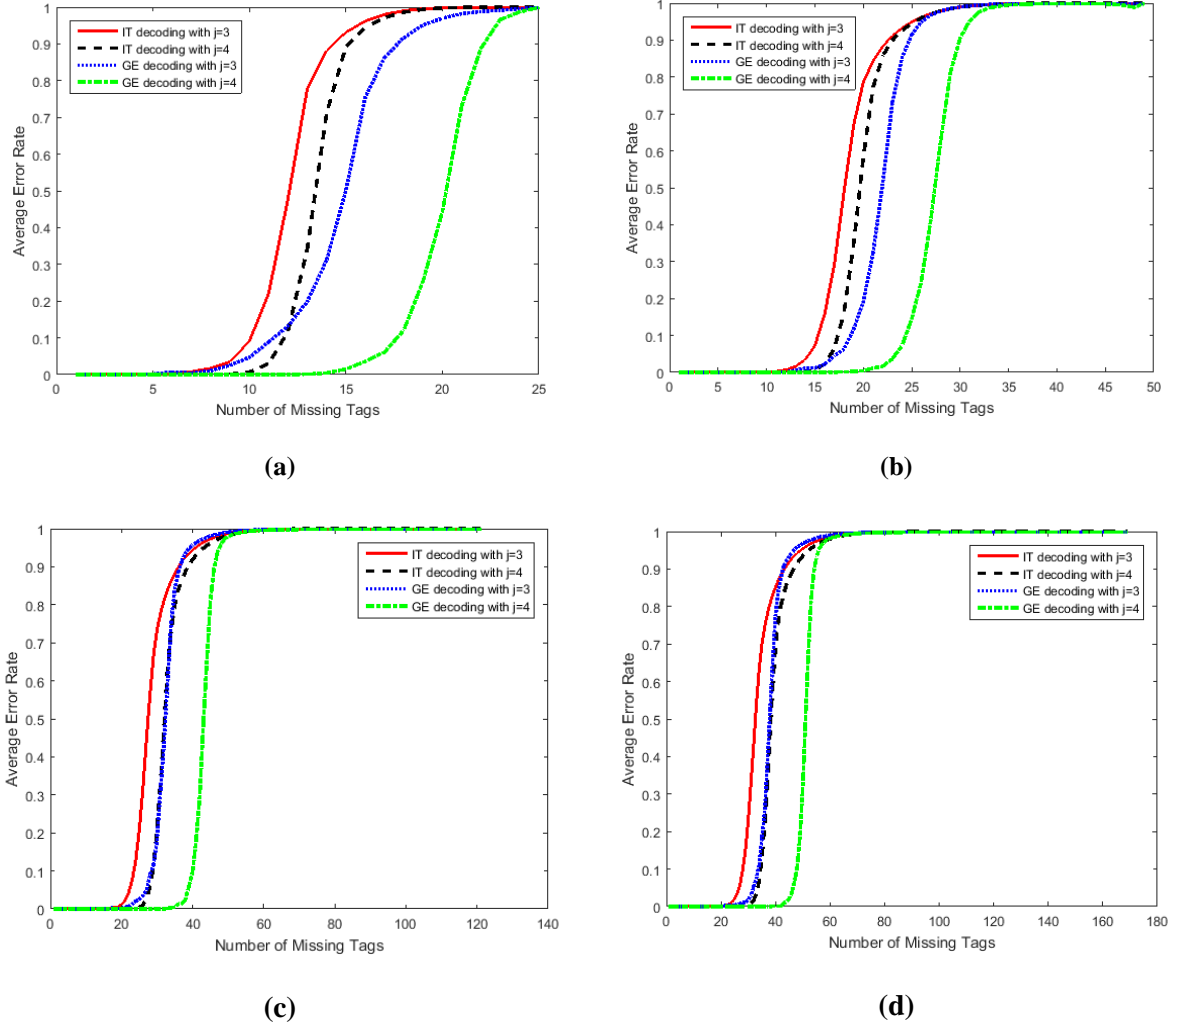 IT decoding with j=3
IT decoding with j=4
GE decoding with j=3
GE decoding with j=4
1
0.9
0.8
0.7
0.6
0.5
0.4
0.3
0.2
0.1
0
Average Error Rate
0 5 10 15 20 25
Number of Missing Tags
(a)
IT decoding with j=3
IT decoding with j=4
GE decoding with j=3
GE decoding with j=4
1
0.9
0.8
0.7
0.6
0.5
0.4
0.3
0.2
0.1
0
Average Error Rate
0 5 10 15 20 25 30 35 40 45 50
Number of Missing Tags
(b)
IT decoding with j=3
IT decoding with j=4
GE decoding with j=3
GE decoding with j=4
1
0.9
0.8
0.7
0.6
0.5
0.4
0.3
0.2
0.1
0
Average Error Rate
0 20 40 60 80 100 120 140
Number of Missing Tags
(c)
IT decoding with j=3
IT decoding with j=4
GE decoding with j=3
GE decoding with j=4
1
0.9
0.8
0.7
0.6
0.5
0.4
0.3
0.2
0.1
0
Average Error Rate
0 20 40 60 80 100 120 140 160 180
Number of Missing Tags
(d)